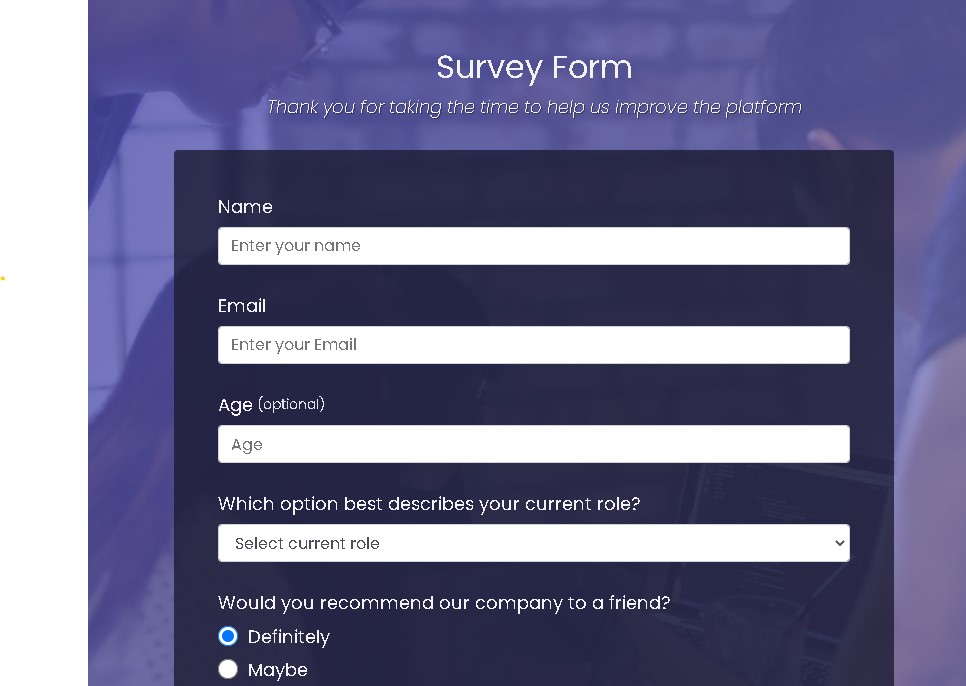 Survey Form
Thank you for taking the time to help us improve the platform
Name
Enter your name
Email
Enter your Email
Age (optional)
Age
Which option best describes your current role?
Select current role
Would you recommend our company to a friend?
Definitely
Maybe